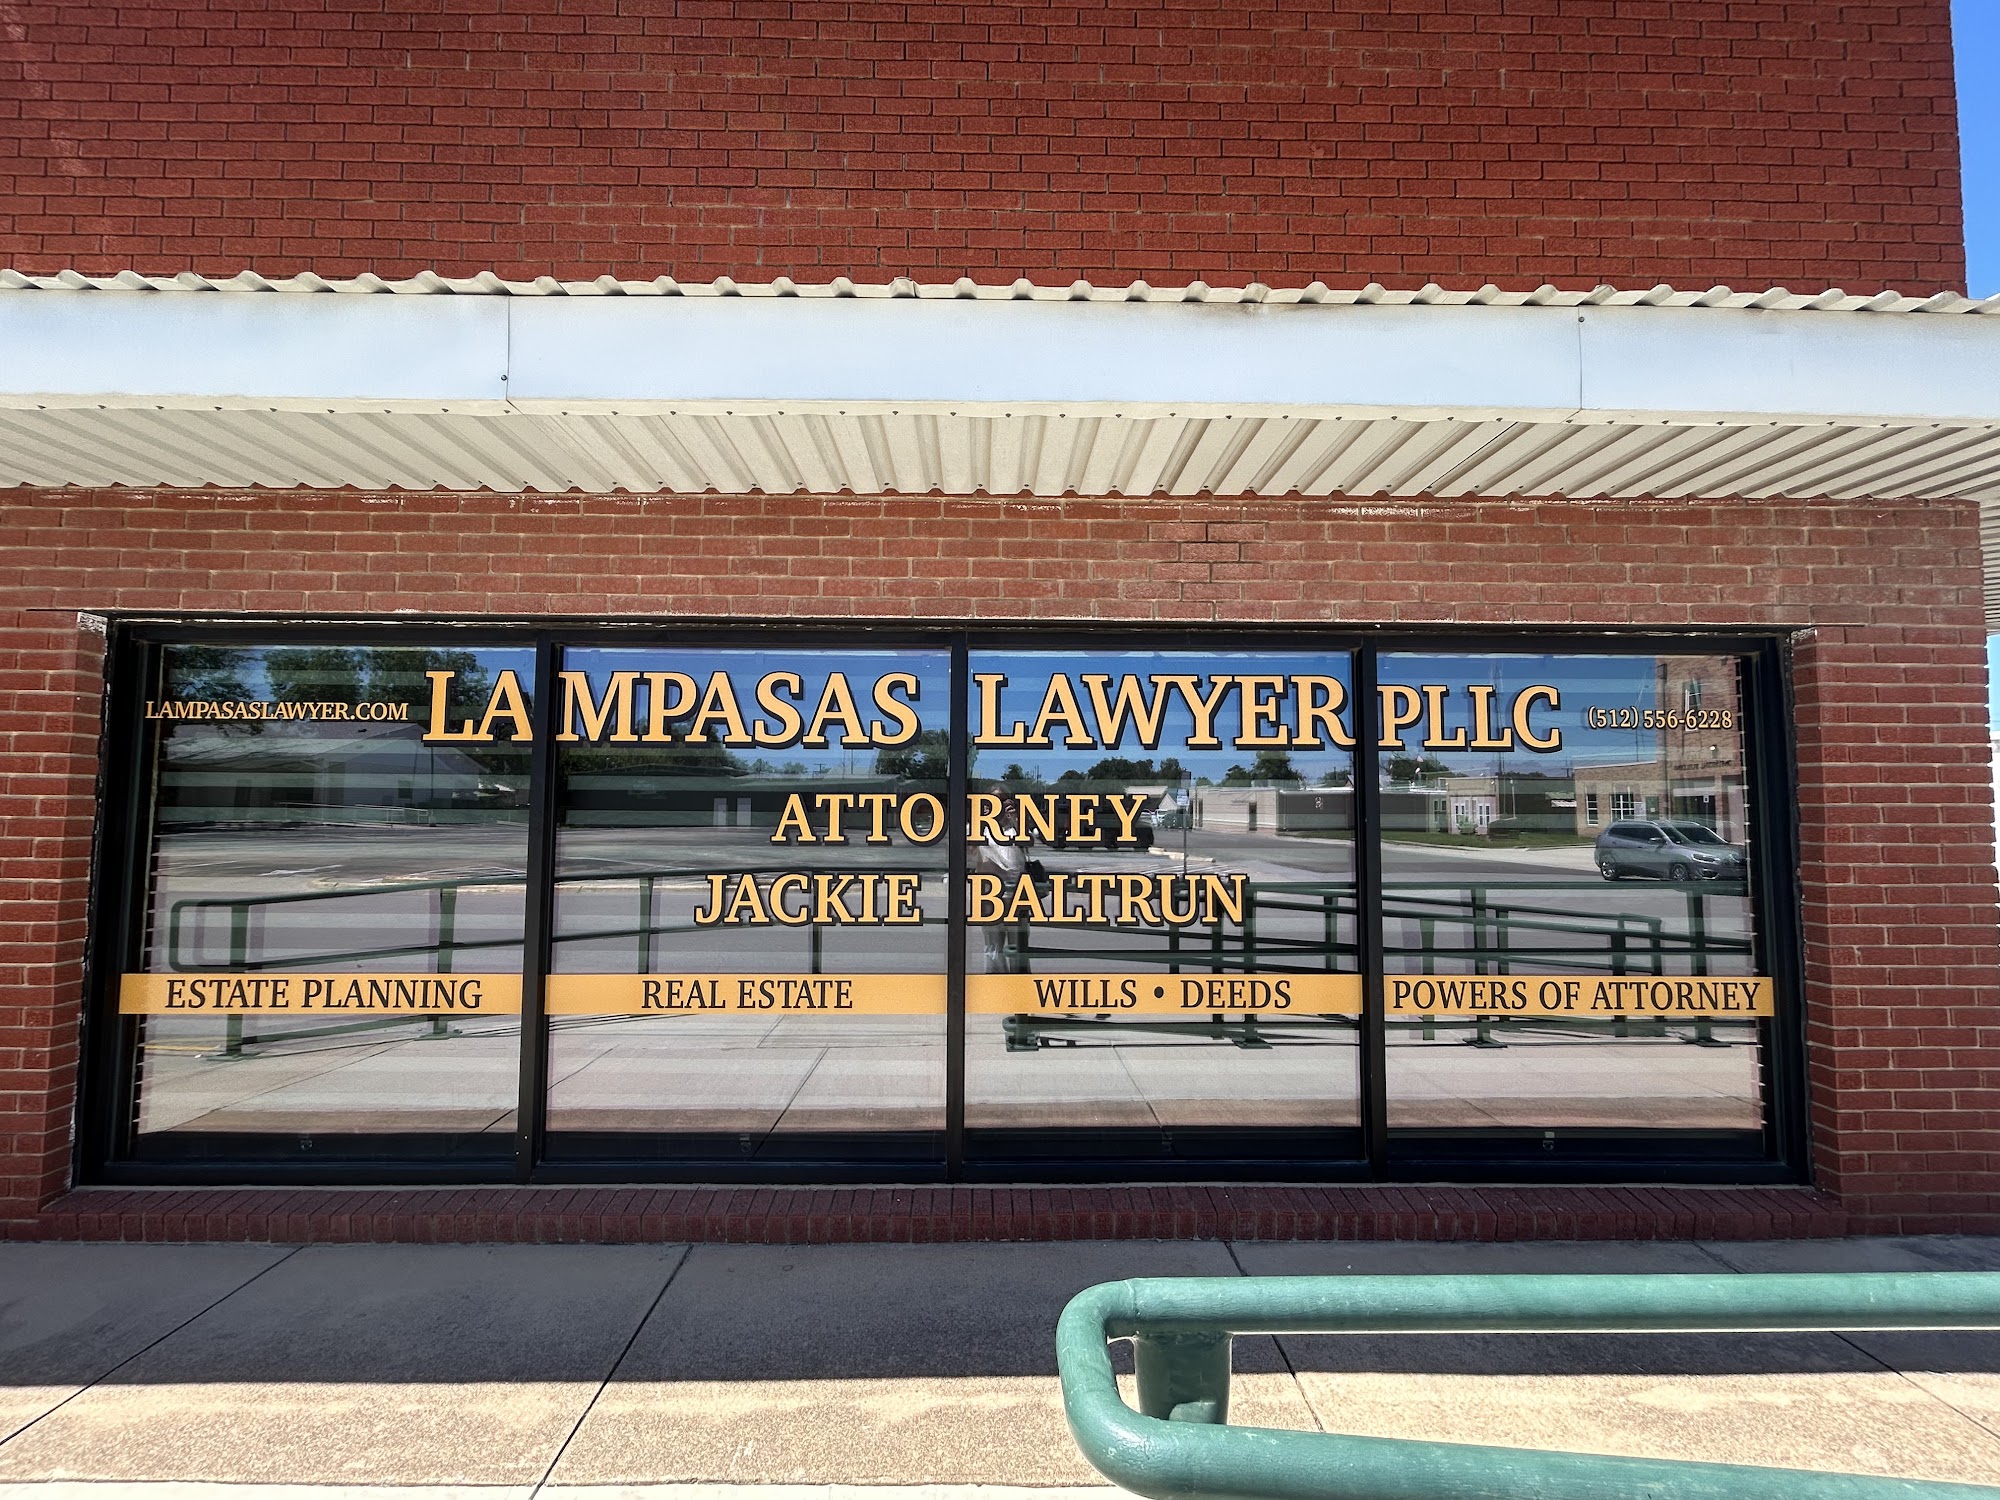 LAMPASASLAWYER.COM LAMPASAS LAWYER PLLC (512) 556-6228
ATTORNEY
JACKIE BALTRUN
ESTATE PLANNING REAL ESTATE WILLS • DEEDS POWERS OF ATTORNEY